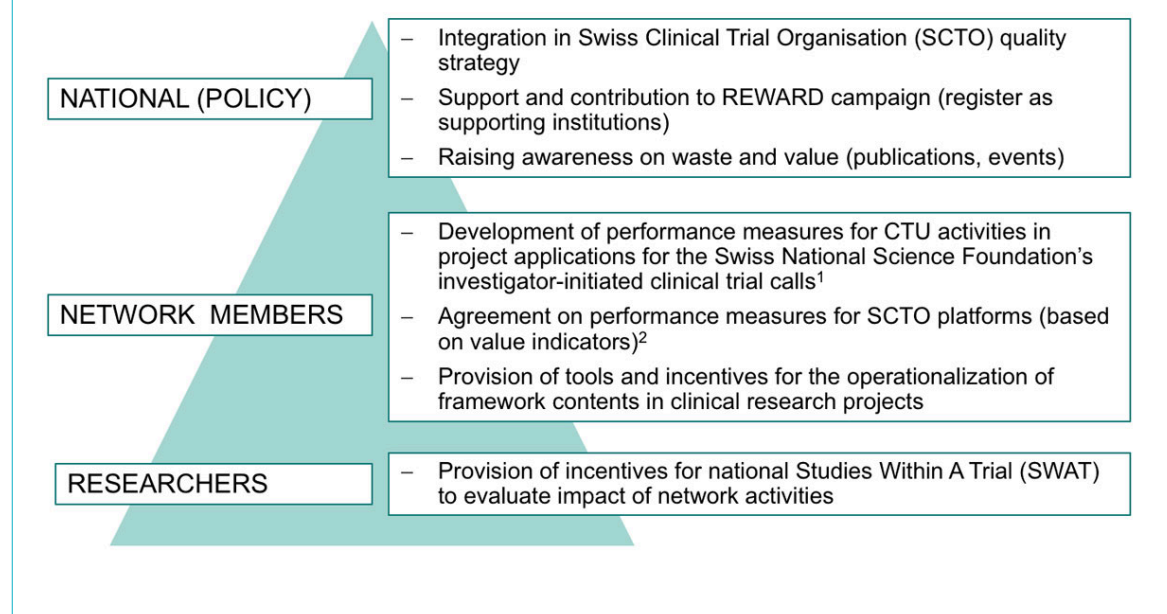 NATIONAL (POLICY)
– Integration in Swiss Clinical Trial Organisation (SCTO) quality
strategy
– Support and contribution to REWARD campaign (register as
supporting institutions)
– Raising awareness on waste and value (publications, events)
NETWORK MEMBERS
– Development of performance measures for CTU activities in
project applications for the Swiss National Science Foundation’s
investigator-initiated clinical trial calls¹
– Agreement on performance measures for SCTO platforms (based
on value indicators)²
– Provision of tools and incentives for the operationalization of
framework contents in clinical research projects
RESEARCHERS
– Provision of incentives for national Studies Within A Trial (SWAT)
to evaluate impact of network activities